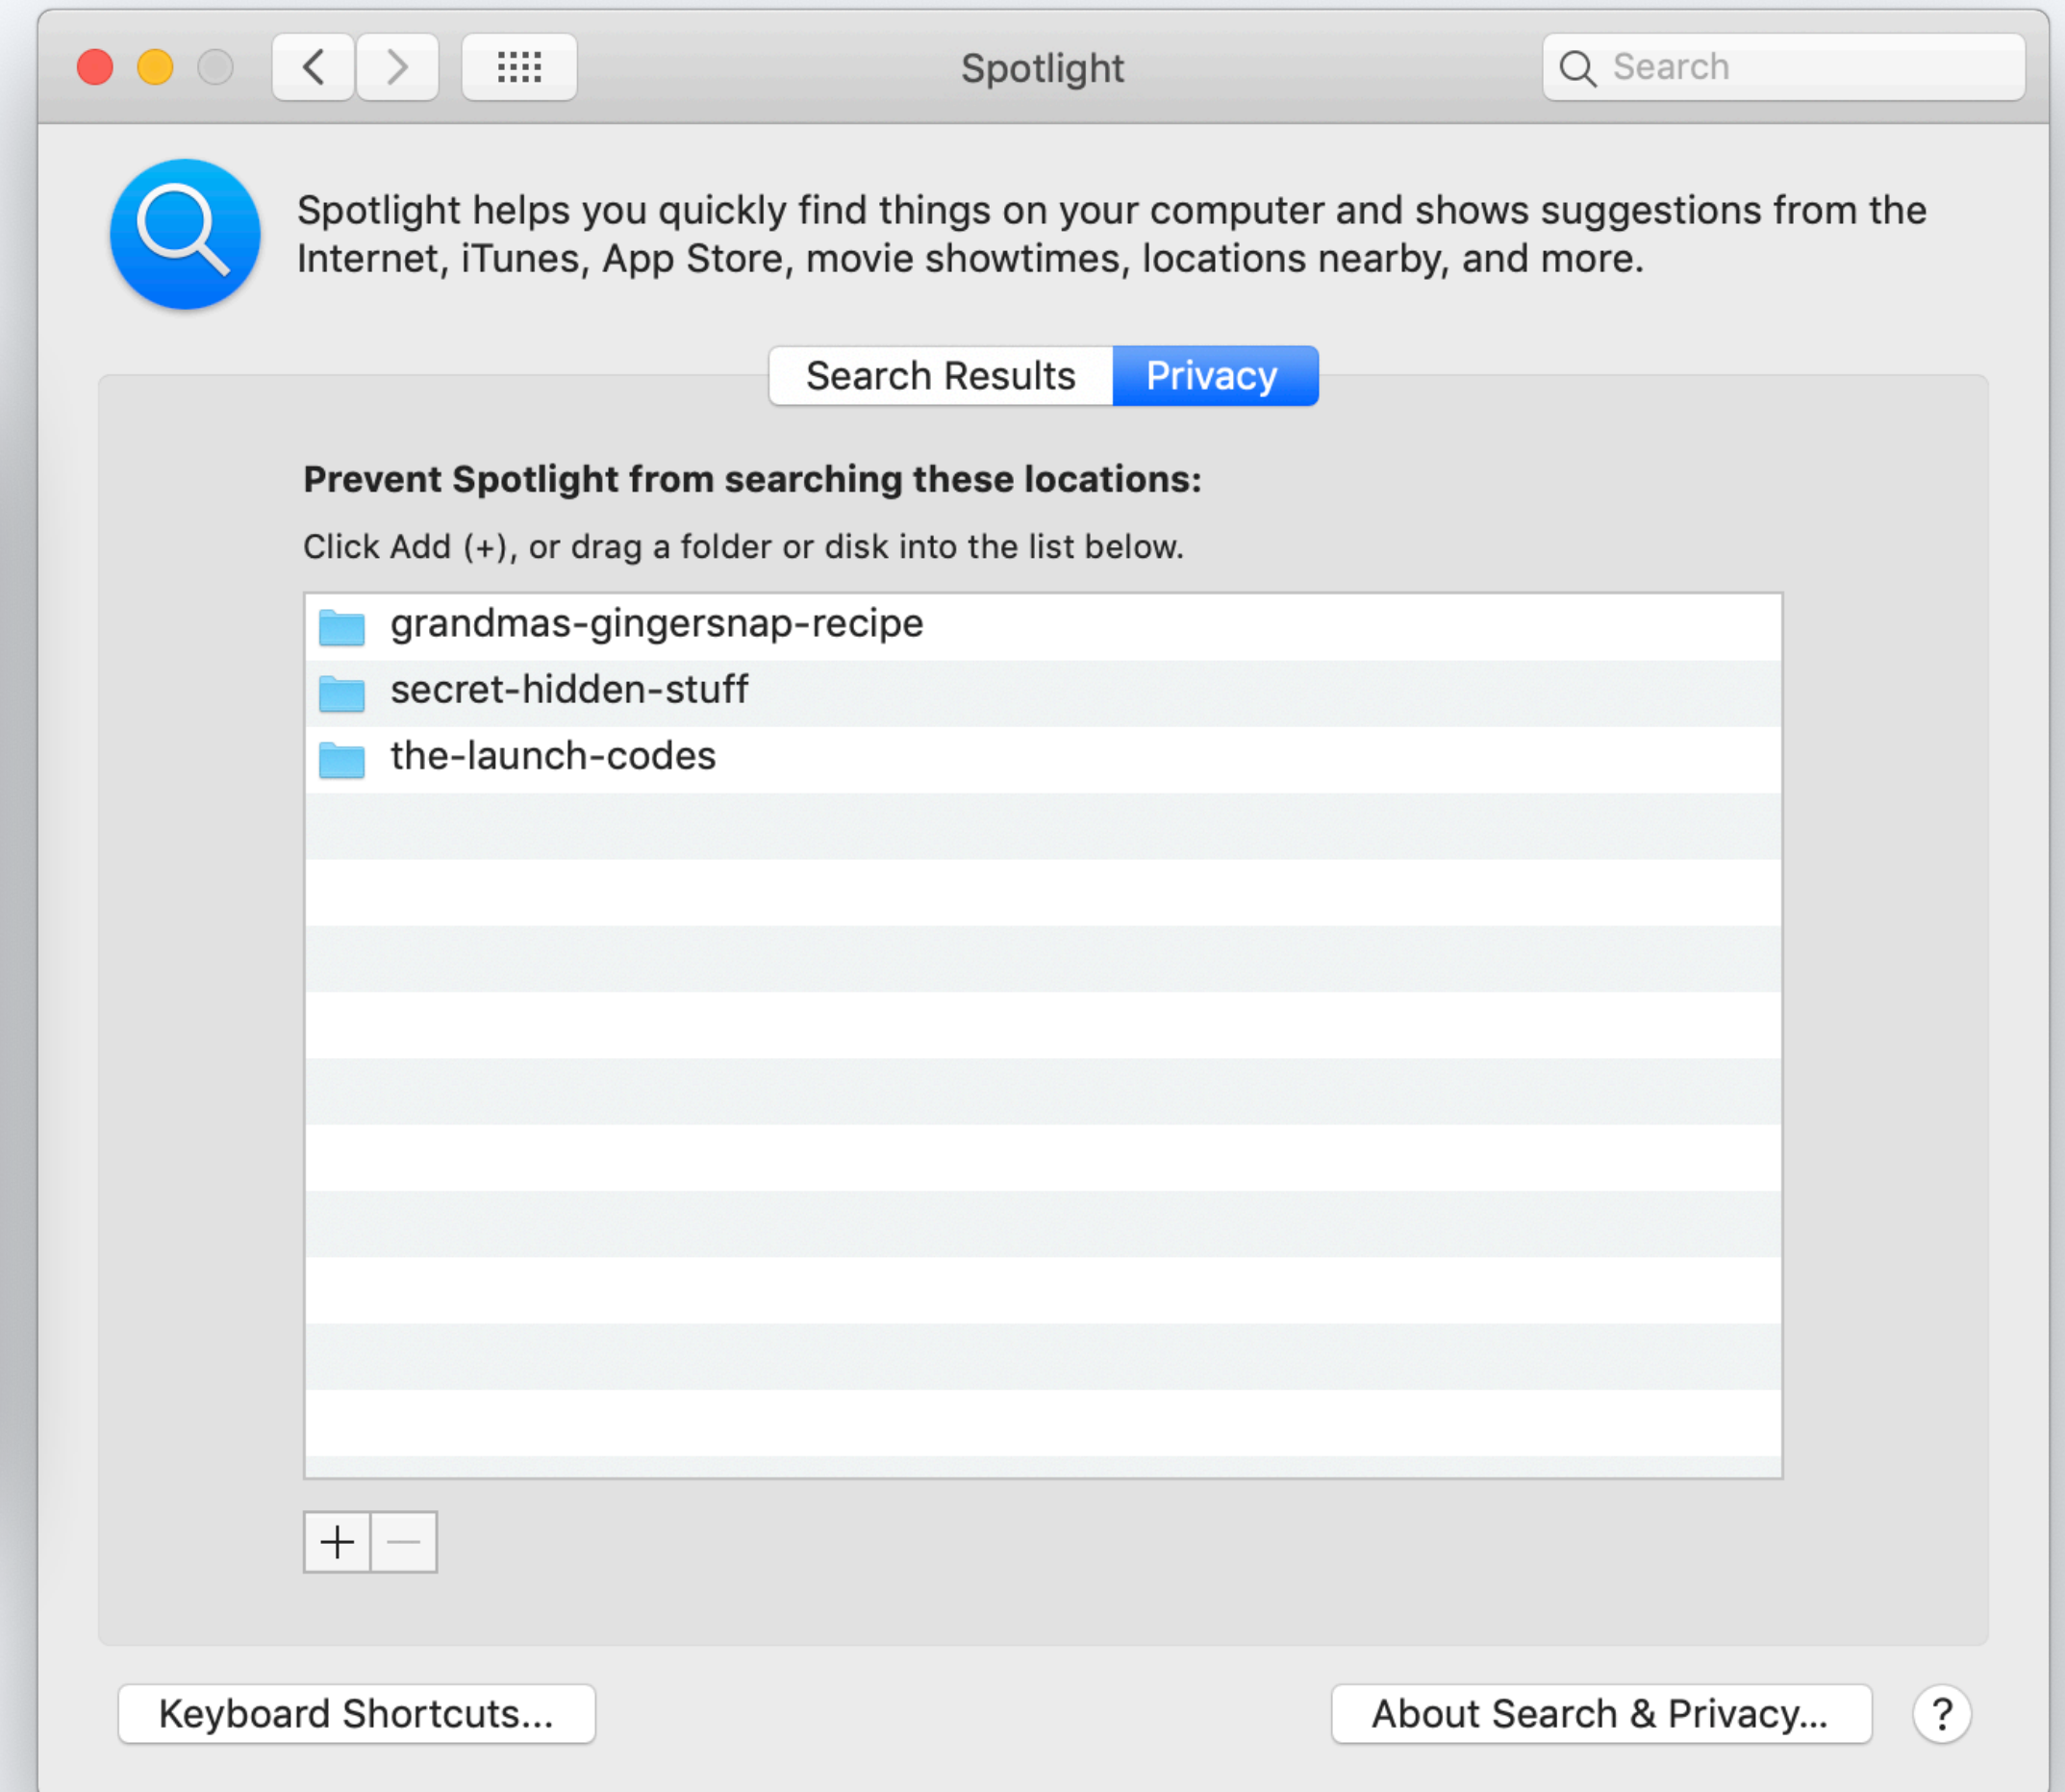 Spotlight
Search
Spotlight helps you quickly find things on your computer and shows suggestions from the
Internet, iTunes, App Store, movie showtimes, locations nearby, and more.
Search Results
Privacy
Prevent Spotlight from searching these locations:
Click Add (+), or drag a folder or disk into the list below.
grandmas-gingersnap-recipe
secret-hidden-stuff
the-launch-codes
Keyboard Shortcuts...
About Search & Privacy...
?